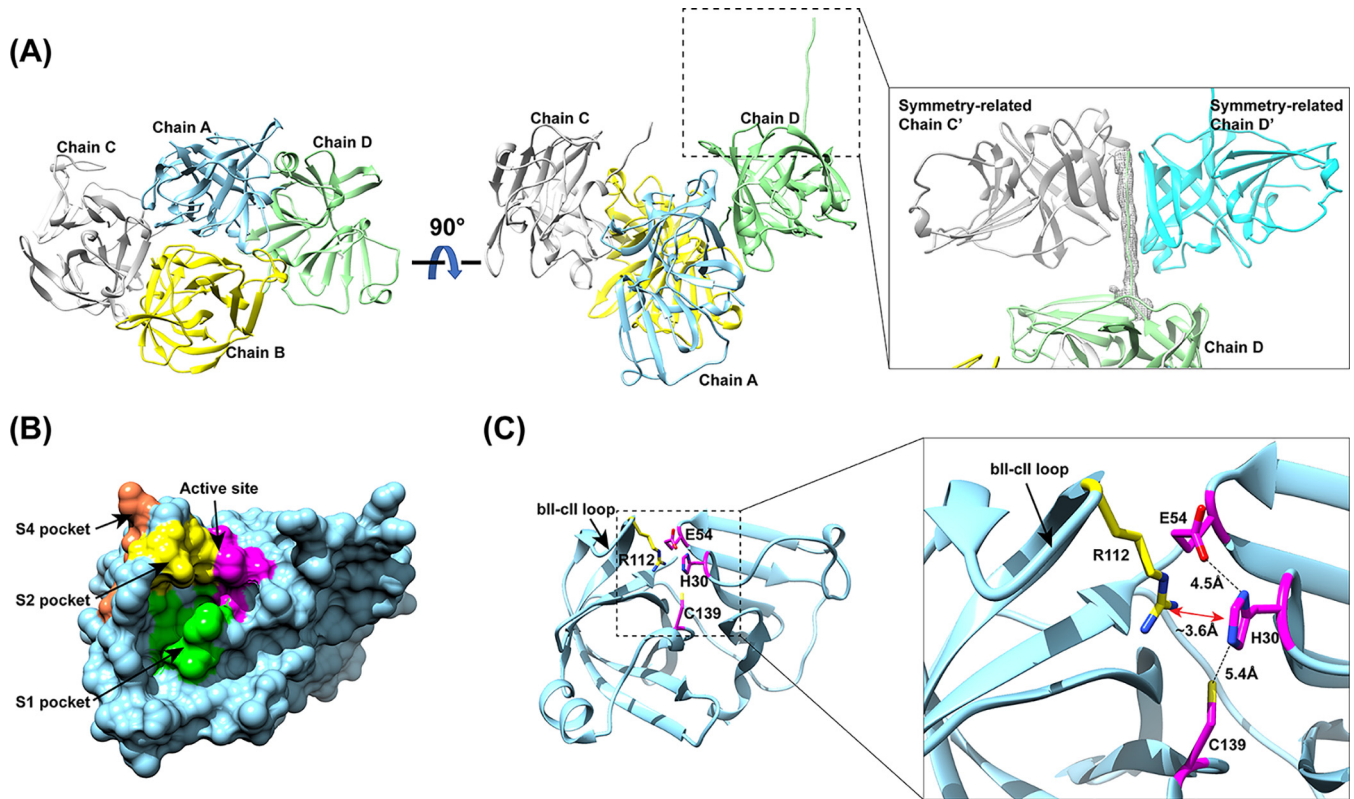 (A)
Chain C
Chain A
Chain D
Chain B
90°
Chain C
Chain D
Chain A
Symmetry-related
Chain C'
Symmetry-related
Chain D'
Chain D
(B)
Active site
S4 pocket
S2 pocket
S1 pocket
(C)
bII-cII loop
E54
R112
H30
C139
bII-cII loop
E54
R112
4.5Å
~3.6Å
H30
5.4Å
C139